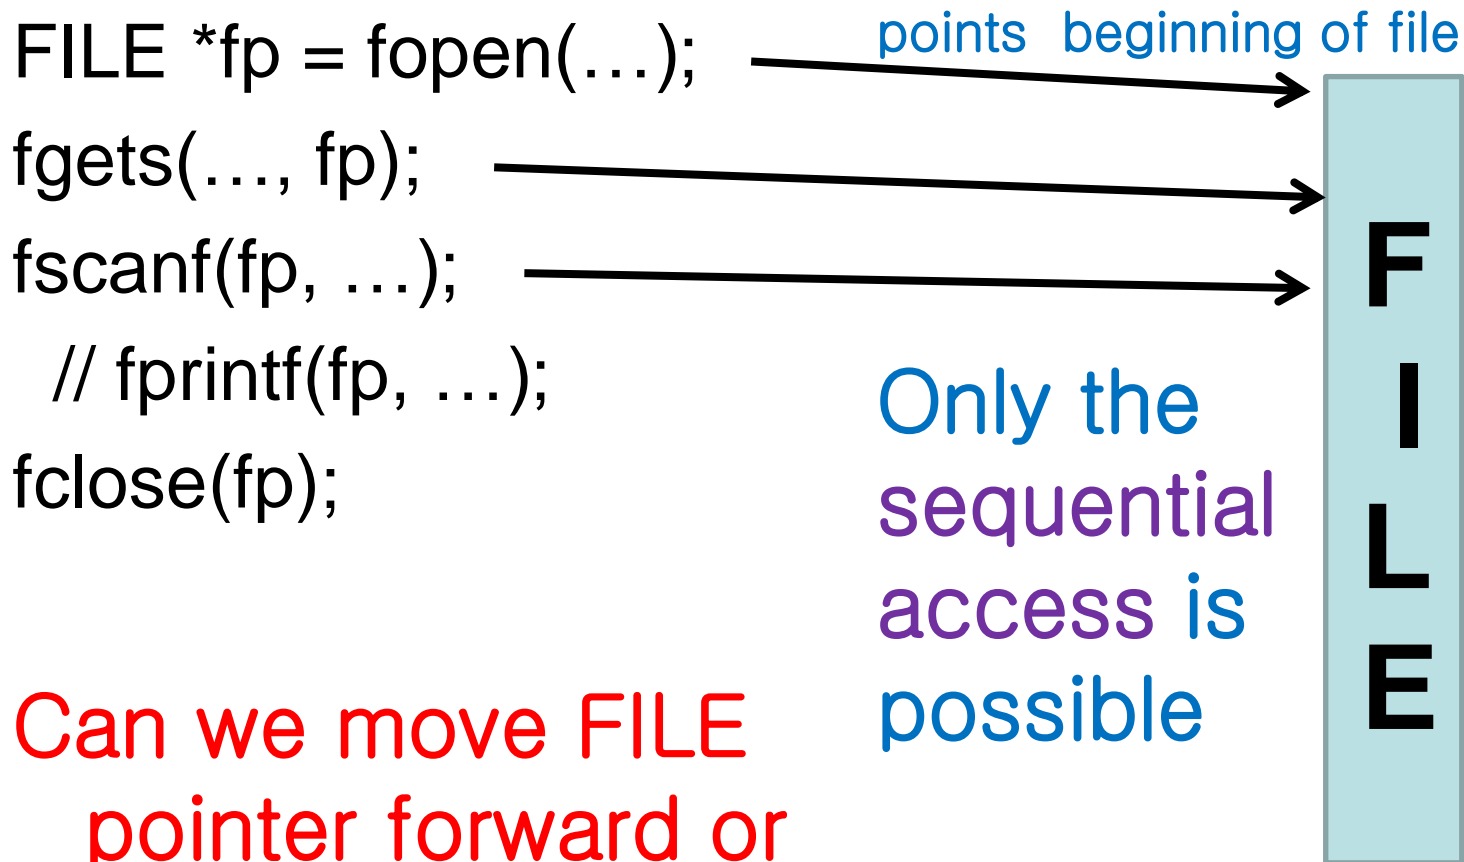 FILE *fp = fopen(…);
points beginning of file
fgets(…, fp);
fscanf(fp, …);
// fprintf(fp, …);
fclose(fp);
Only the
sequential
access is
possible
Can we move FILE
pointer forward or
F
I
L
E